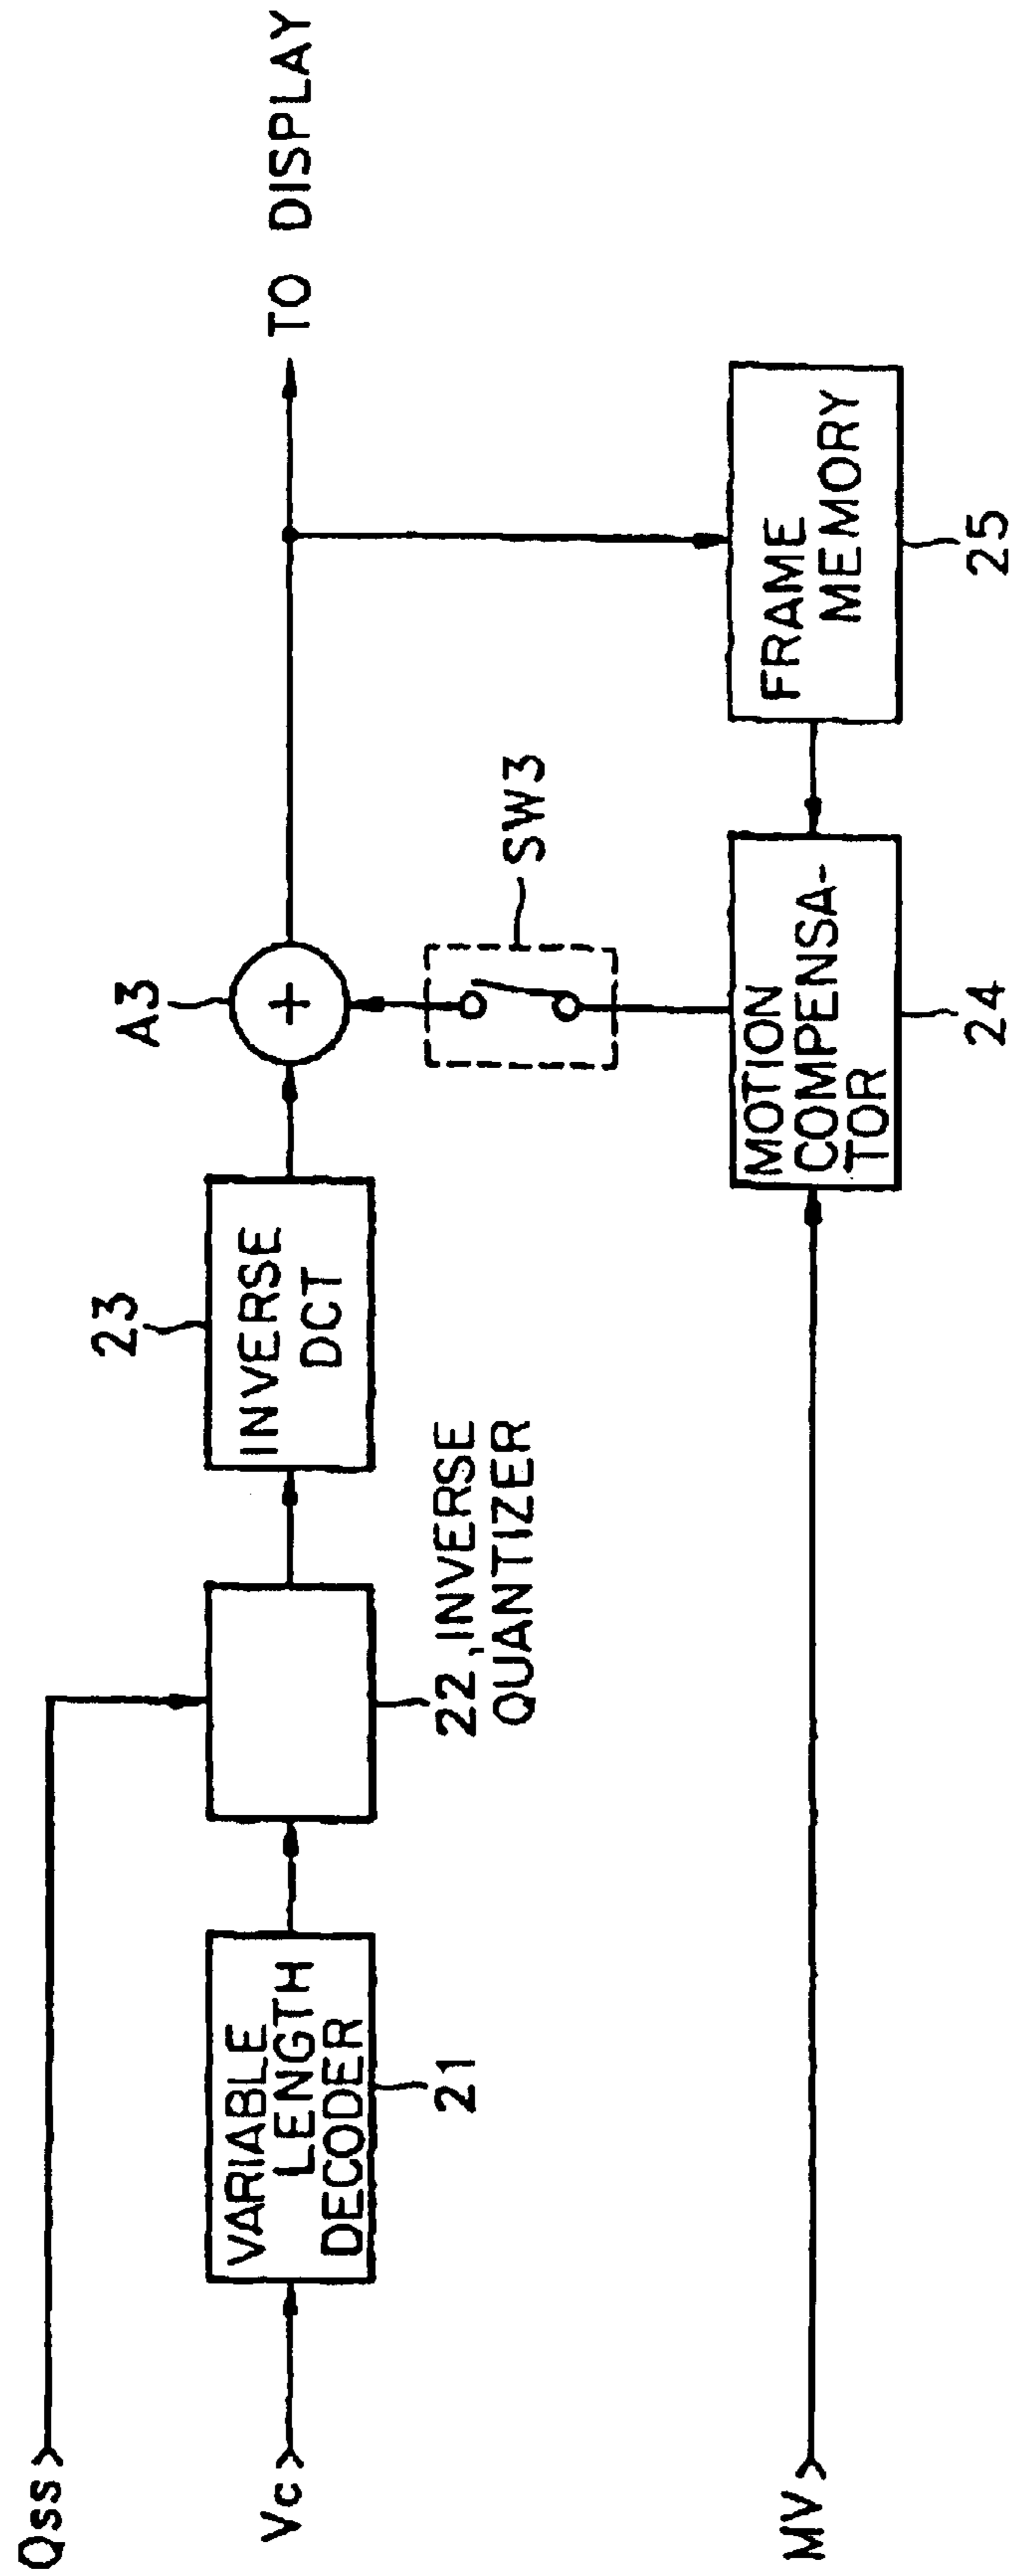 Qss
Vc
MV
VARIABLE
LENGTH
DECODER
21
22, INVERSE
QUANTIZER
23
INVERSE
DCT
A3
SW3
TO DISPLAY
MOTION
COMPENSA-
TOR
24
FRAME
MEMORY
25